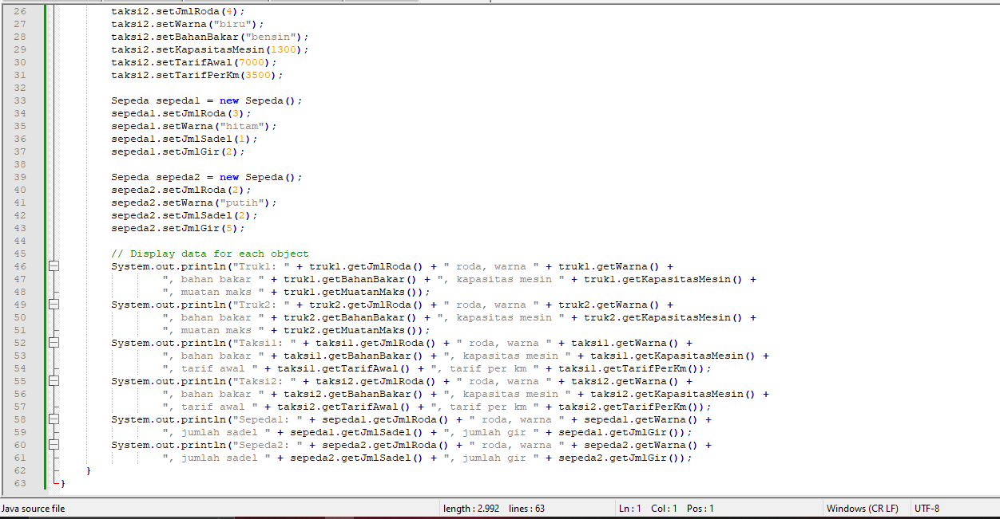 26 taksi2.setJmlRoda(4);
27 taksi2.setWarna("biru");
28 taksi2.setBahanBakar("bensin");
29 taksi2.setKapasitasMesin(1300);
30 taksi2.setTarifAwal(7000);
31 taksi2.setTarifPerKm(3500);
32
33 Sepeda sepeda1 = new Sepeda();
34 sepeda1.setJmlRoda(3);
35 sepeda1.setWarna("hitam");
36 sepeda1.setJmlSadel(1);
37 sepeda1.setJmlGir(2);
38
39 Sepeda sepeda2 = new Sepeda();
40 sepeda2.setJmlRoda(2);
41 sepeda2.setWarna("putih");
42 sepeda2.setJmlSadel(2);
43 sepeda2.setJmlGir(5);
44
45 // Display data for each object
46 System.out.println("Truk1: " + truk1.getJmlRoda() + " roda, warna " + truk1.getWarna() +
47 ", bahan bakar " + truk1.getBahanBakar() + ", kapasitas mesin " + truk1.getKapasitasMesin() +
48 ", muatan maks " + truk1.getMuatanMaks());
49 System.out.println("Truk2: " + truk2.getJmlRoda() + " roda, warna " + truk2.getWarna() +
50 ", bahan bakar " + truk2.getBahanBakar() + ", kapasitas mesin " + truk2.getKapasitasMesin() +
51 ", muatan maks " + truk2.getMuatanMaks());
52 System.out.println("Taksi1: " + taksi1.getJmlRoda() + " roda, warna " + taksi1.getWarna() +
53 ", bahan bakar " + taksi1.getBahanBakar() + ", kapasitas mesin " + taksi1.getKapasitasMesin() +
54 ", tarif awal " + taksi1.getTarifAwal() + ", tarif per km " + taksi1.getTarifPerKm());
55 System.out.println("Taksi2: " + taksi2.getJmlRoda() + " roda, warna " + taksi2.getWarna() +
56 ", bahan bakar " + taksi2.getBahanBakar() + ", kapasitas mesin " + taksi2.getKapasitasMesin() +
57 ", tarif awal " + taksi2.getTarifAwal() + ", tarif per km " + taksi2.getTarifPerKm());
58 System.out.println("Sepeda1: " + sepeda1.getJmlRoda() + " roda, warna " + sepeda1.getWarna() +
59 ", jumlah sadel " + sepeda1.getJmlSadel() + ", jumlah gir " + sepeda1.getJmlGir());
60 System.out.println("Sepeda2: " + sepeda2.getJmlRoda() + " roda, warna " + sepeda2.getWarna() +
61 ", jumlah sadel " + sepeda2.getJmlSadel() + ", jumlah gir " + sepeda2.getJmlGir());
62 }
63 }
Java source file length : 2.992 lines : 63 Ln : 1 Col : 1 Pos : 1 Windows (CR LF) UTF-8